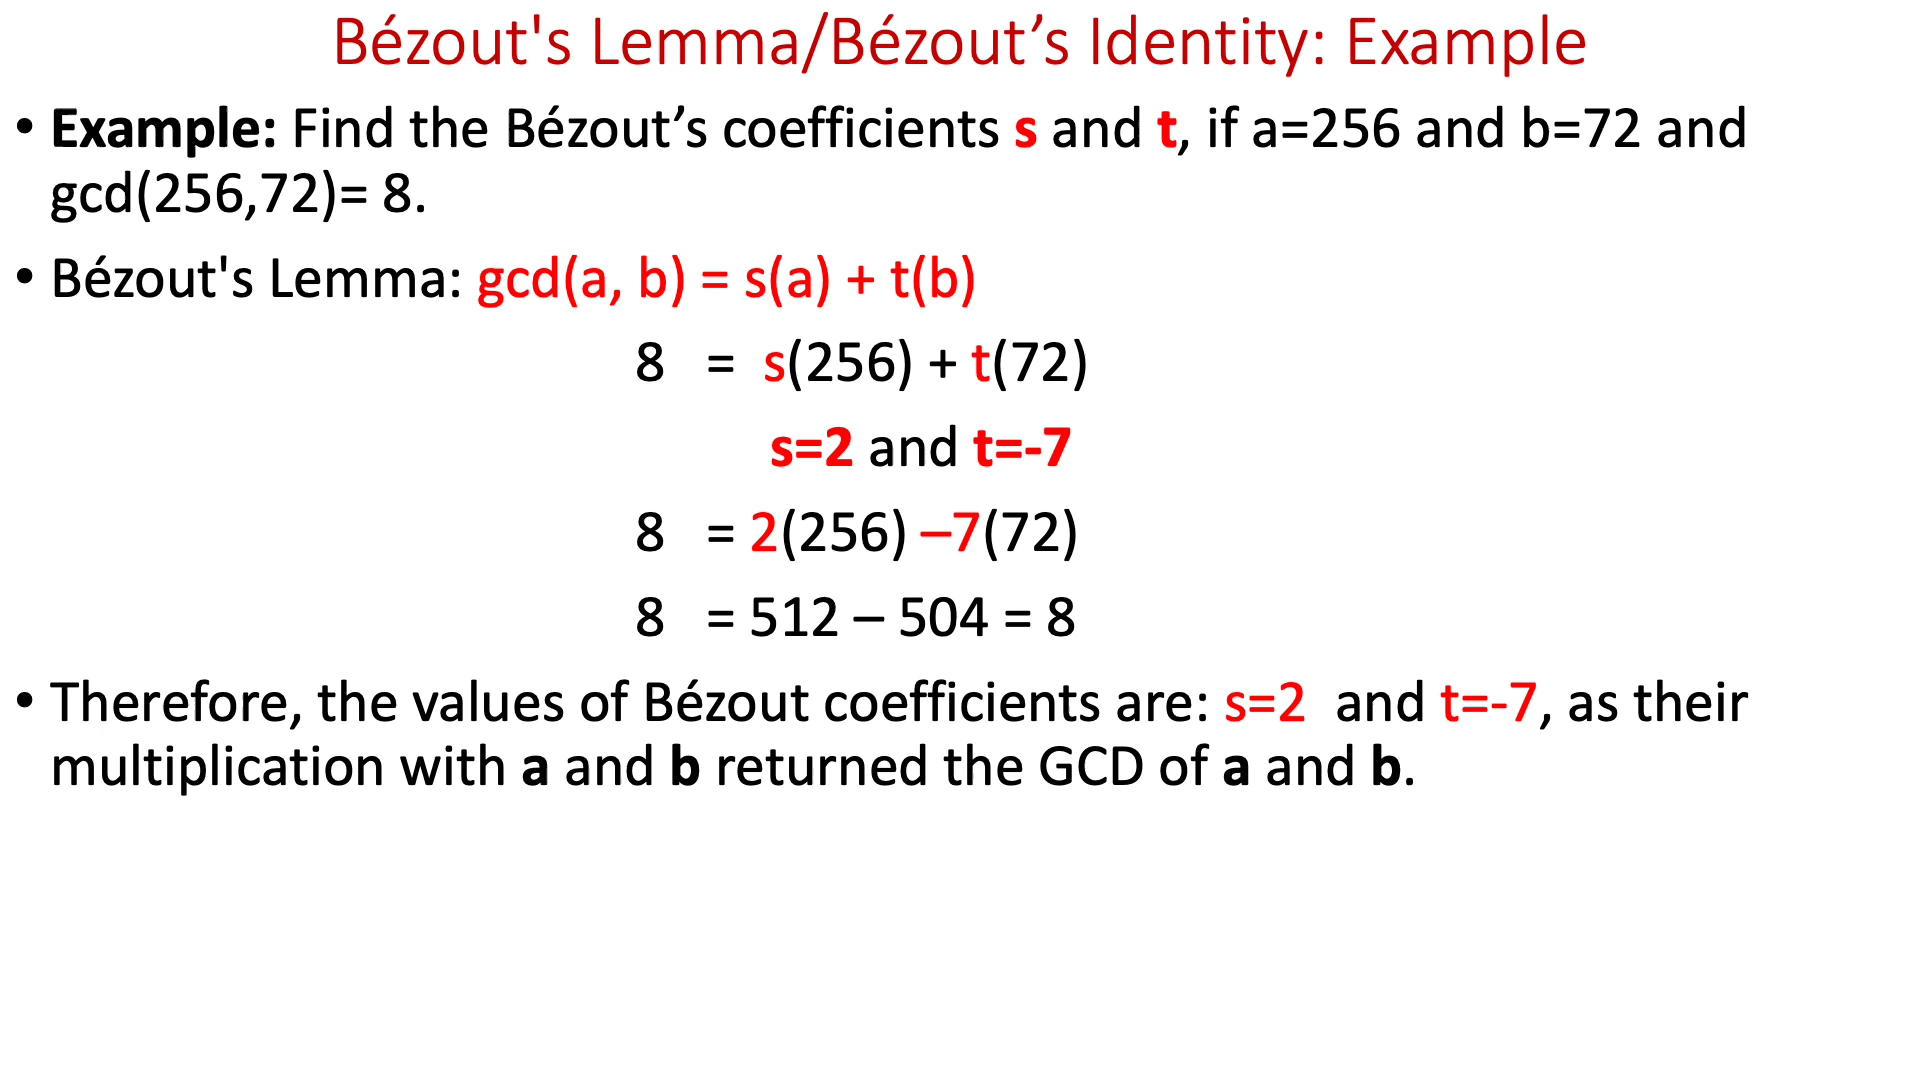 Bézout's Lemma/Bézout’s Identity: Example
• Example: Find the Bézout’s coefficients s and t, if a=256 and b=72 and
gcd(256,72)= 8.
• Bézout's Lemma: gcd(a, b) = s(a) + t(b)
8 = s(256) + t(72)
s=2 and t=-7
8 = 2(256) –7(72)
8 = 512 – 504 = 8
• Therefore, the values of Bézout coefficients are: s=2 and t=-7, as their
multiplication with a and b returned the GCD of a and b.